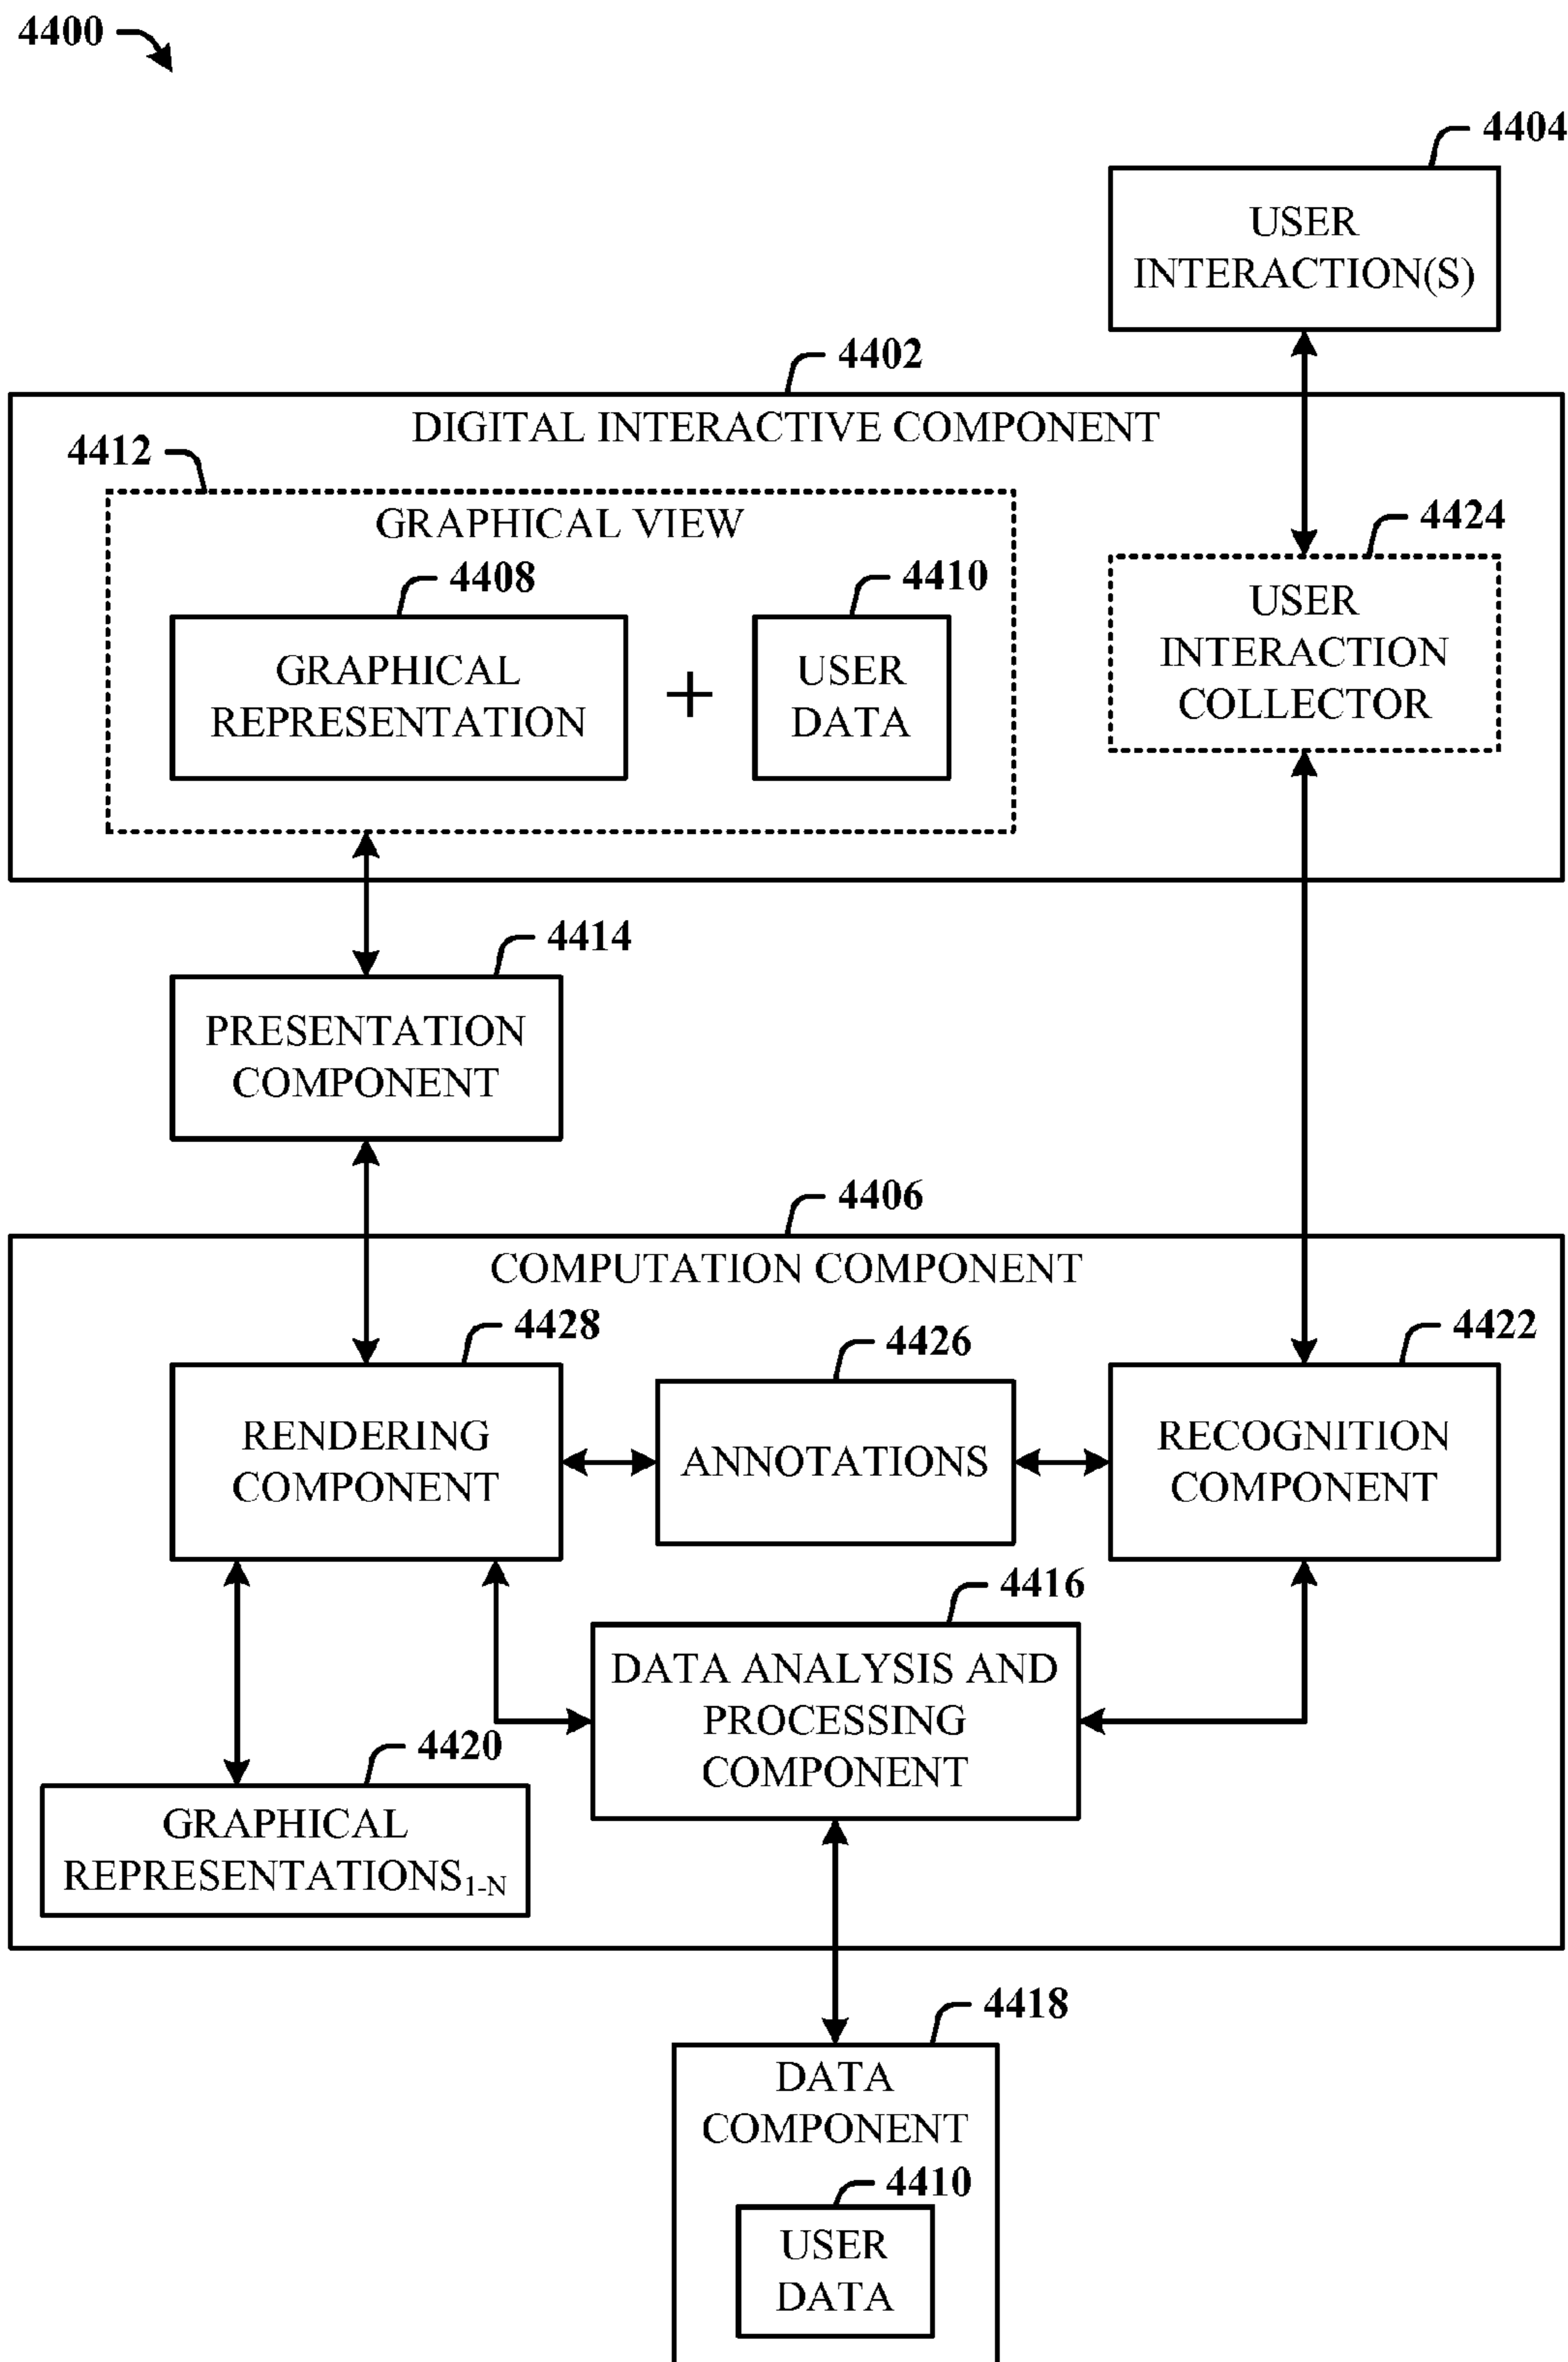 4400
4404
USER
INTERACTION(S)
4402
DIGITAL INTERACTIVE COMPONENT
4412
GRAPHICAL VIEW
4408
GRAPHICAL
REPRESENTATION
+
4410
USER
DATA
4424
USER
INTERACTION
COLLECTOR
4414
PRESENTATION
COMPONENT
4406
COMPUTATION COMPONENT
4428
RENDERING
COMPONENT
4426
ANNOTATIONS
4422
RECOGNITION
COMPONENT
4416
DATA ANALYSIS AND
PROCESSING
COMPONENT
4420
GRAPHICAL
REPRESENTATIONS1-N
4418
DATA
COMPONENT
4410
USER
DATA